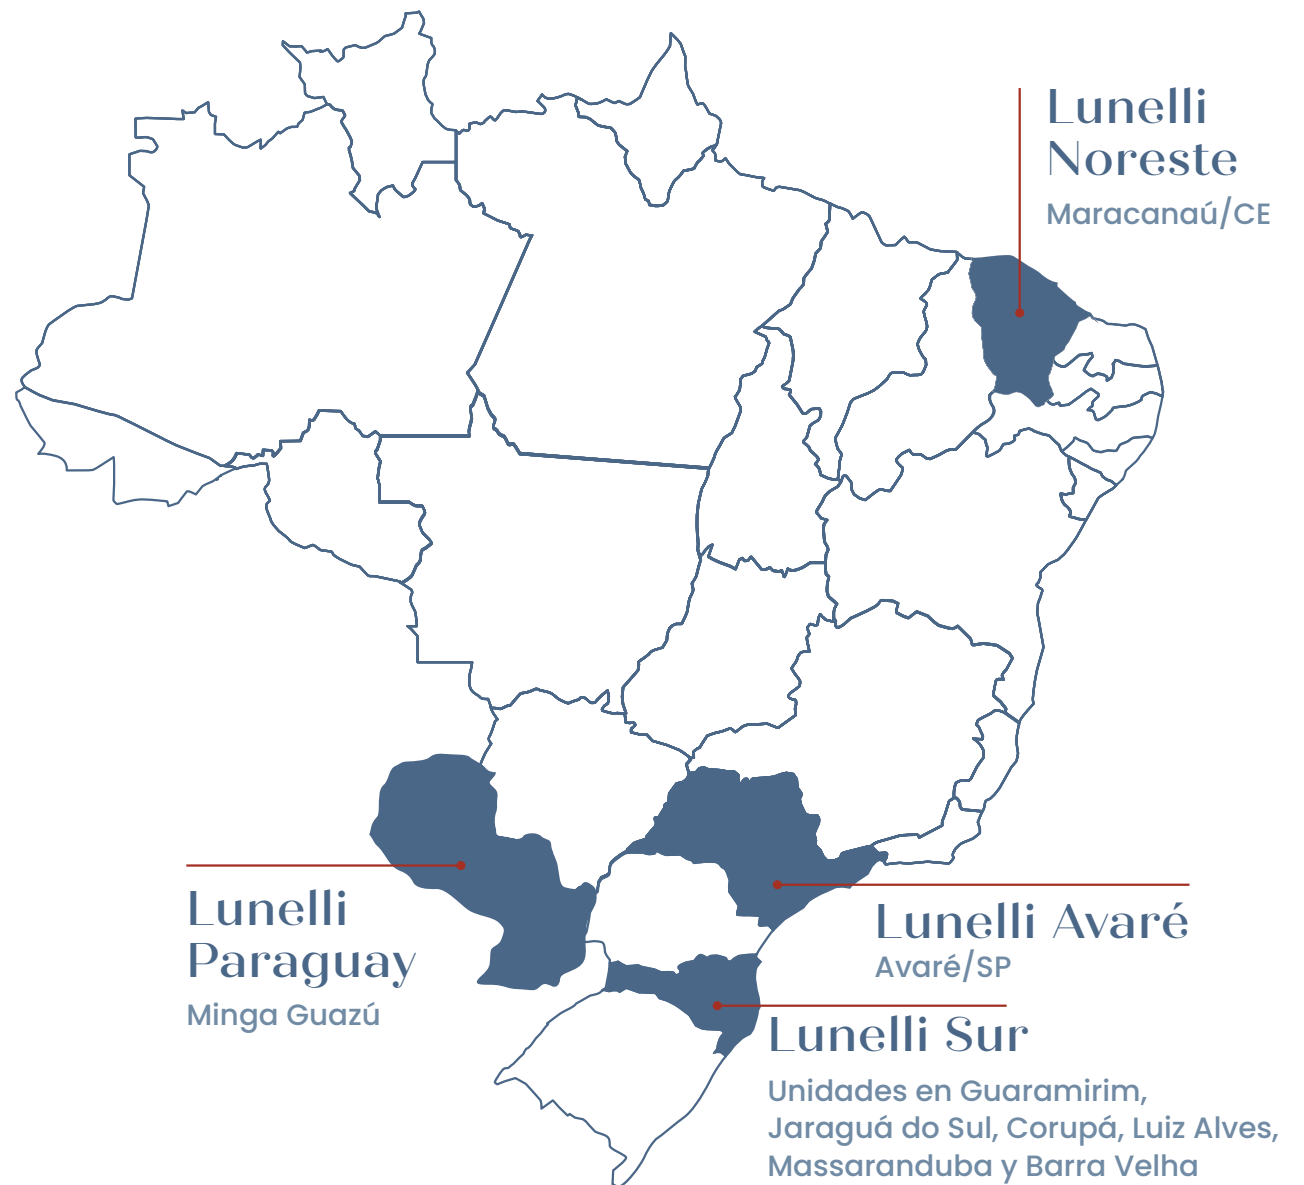 Lunelli
Noreste
Maracanaú/CE
Lunelli
Paraguay
Minga Guazú
Lunelli Avaré
Avaré/SP
Lunelli Sur
Unidades en Guaramirim,
Jaraguá do Sul, Corupá, Luiz Alves,
Massaranduba y Barra Velha